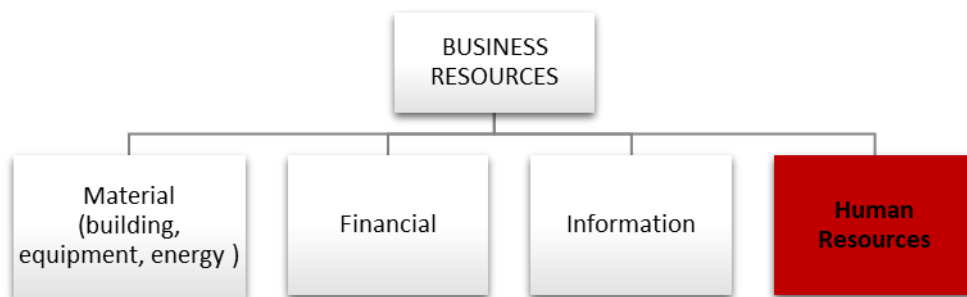 BUSINESS
RESOURCES
Material
(building,
equipment, energy )
Financial
Information
Human
Resources